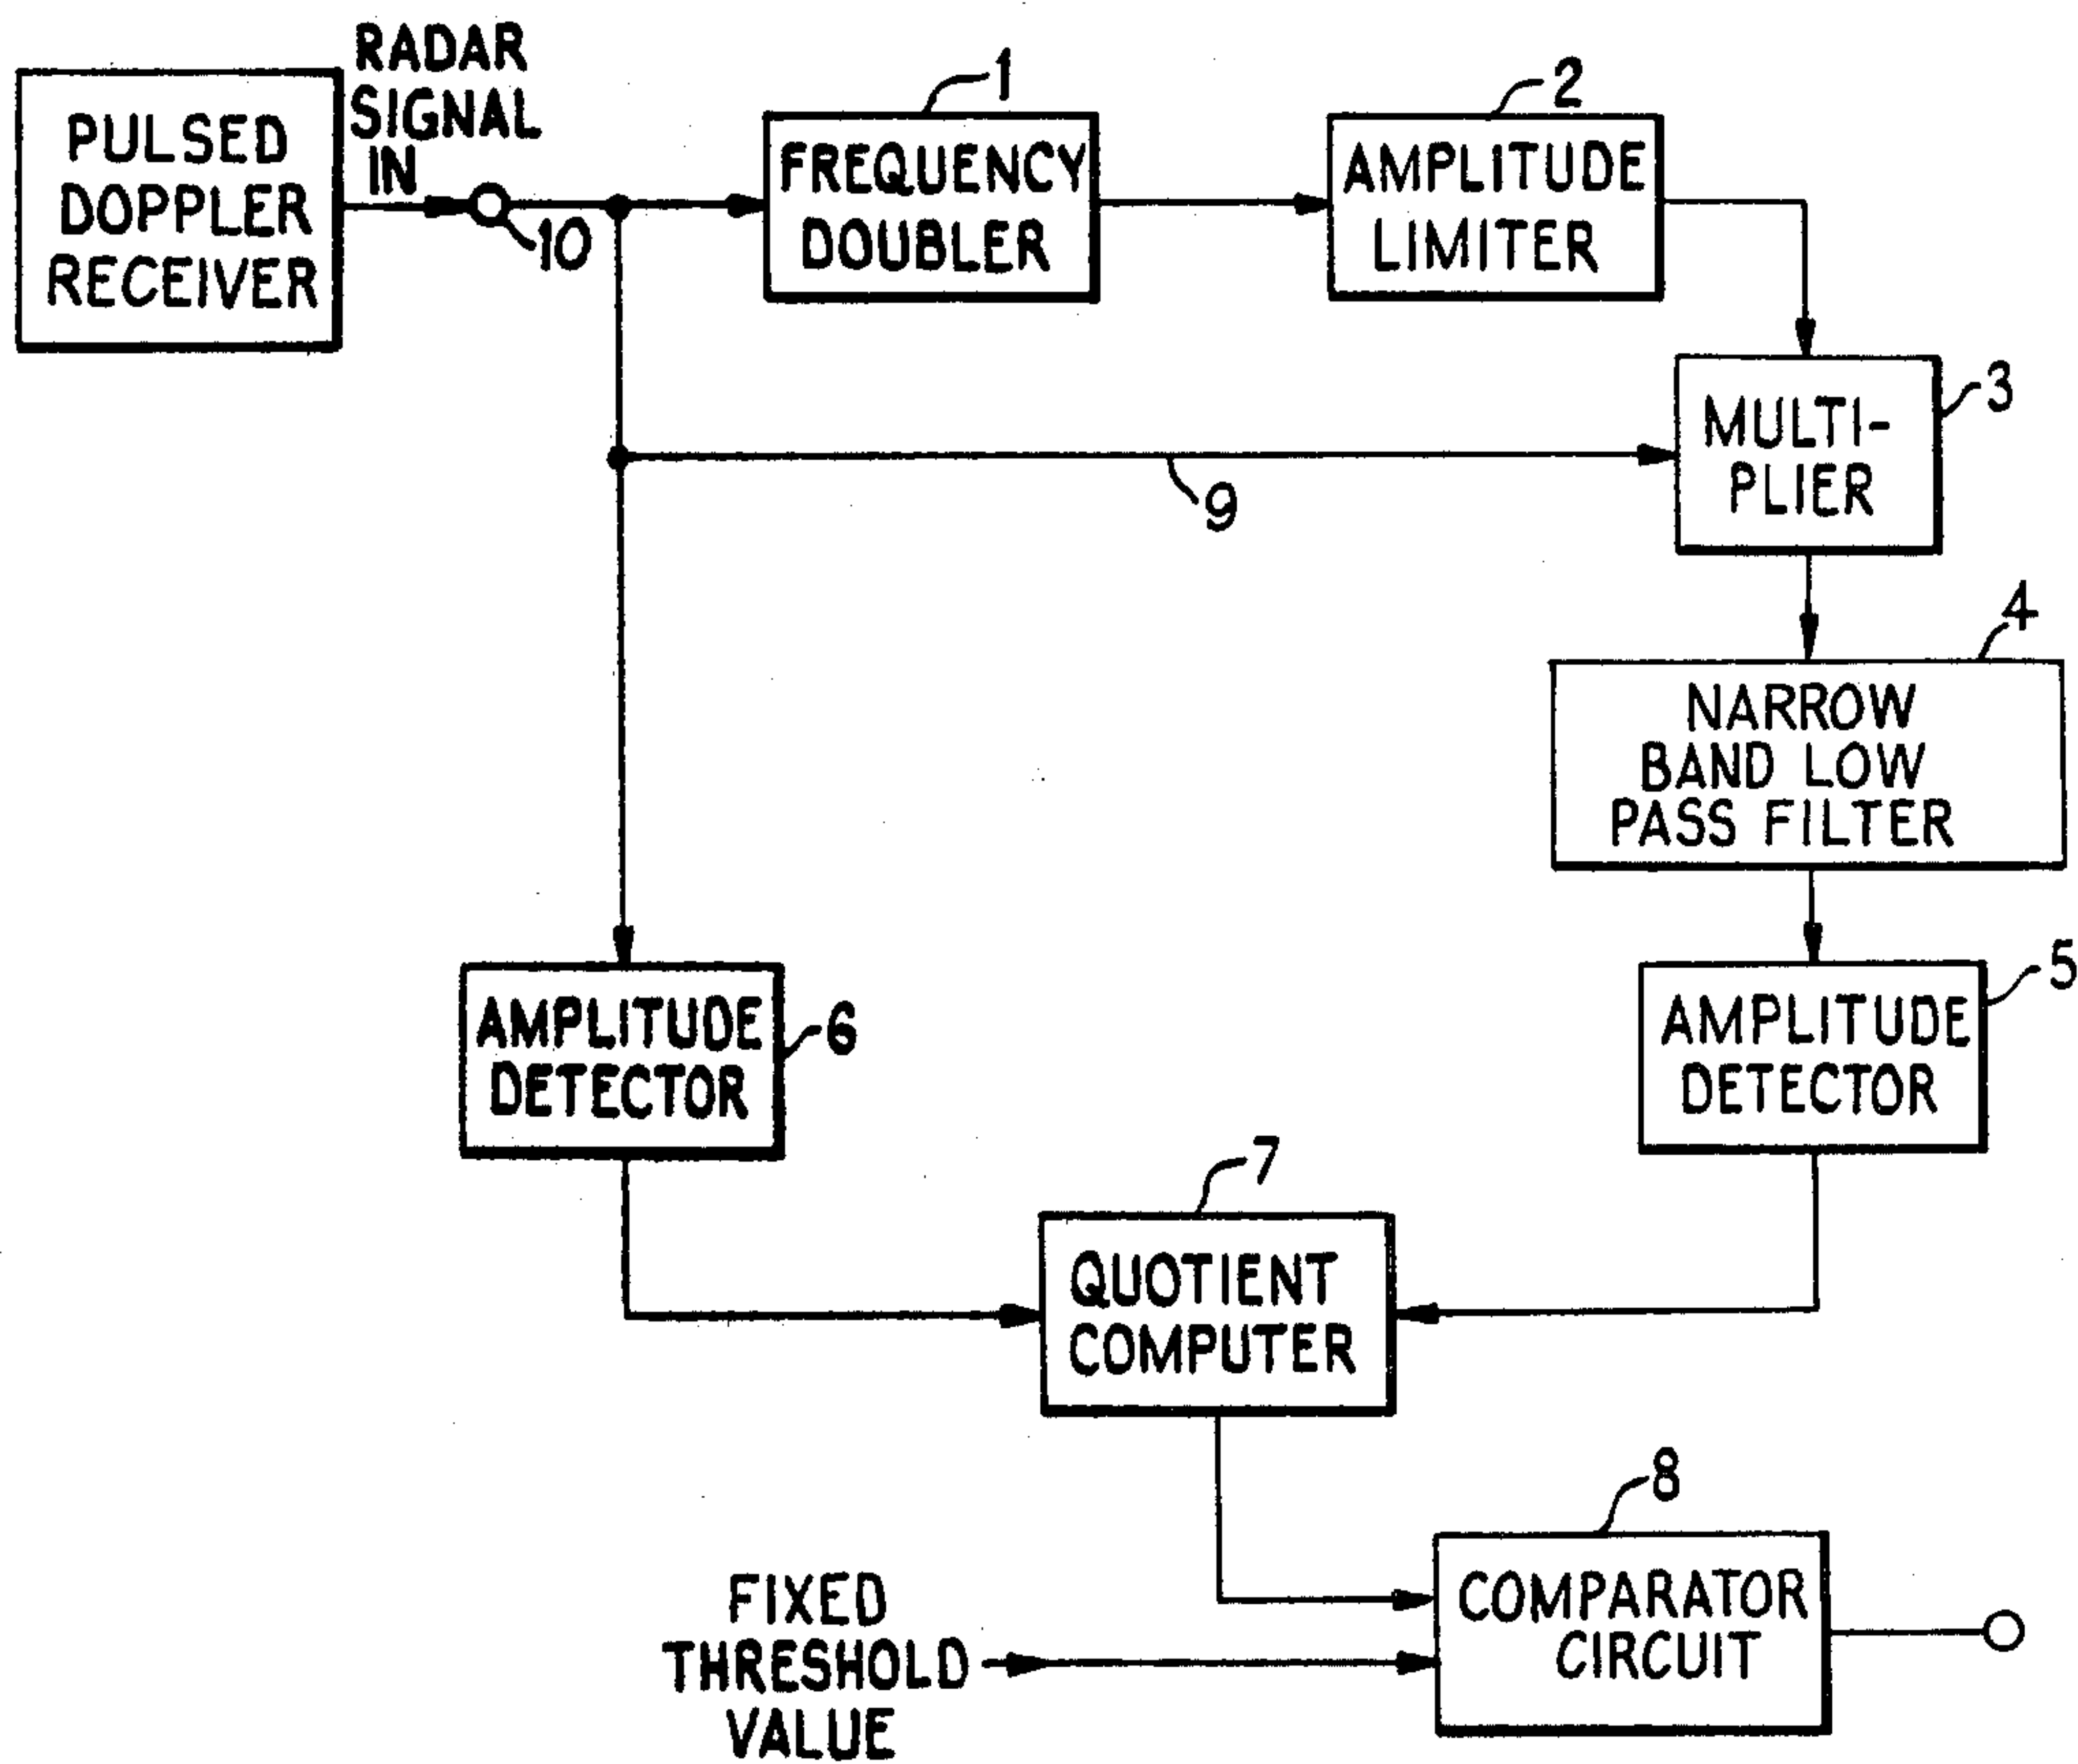 PULSED
DOPPLER
RECEIVER
RADAR
SIGNAL
IN
10
1
FREQUENCY
DOUBLER
2
AMPLITUDE
LIMITER
3
MULTI-
PLIER
9
4
NARROW
BAND LOW
PASS FILTER
5
AMPLITUDE
DETECTOR
6
AMPLITUDE
DETECTOR
7
QUOTIENT
COMPUTER
8
COMPARATOR
CIRCUIT
FIXED
THRESHOLD
VALUE